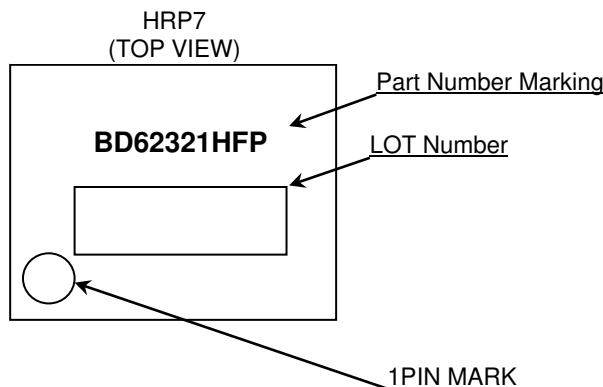 HRP7
(TOP VIEW)
Part Number Marking
BD62321HFP
LOT Number
1PIN MARK